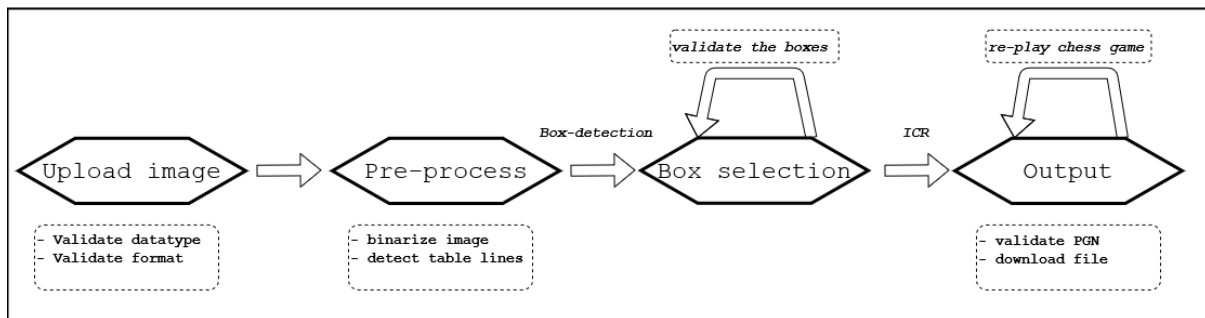 validate the boxes
re-play chess game
Box-detection
ICR
Upload image
Pre-process
Box selection
Output
- Validate datatype
- Validate format
- binarize image
- detect table lines
- validate PGN
- download file